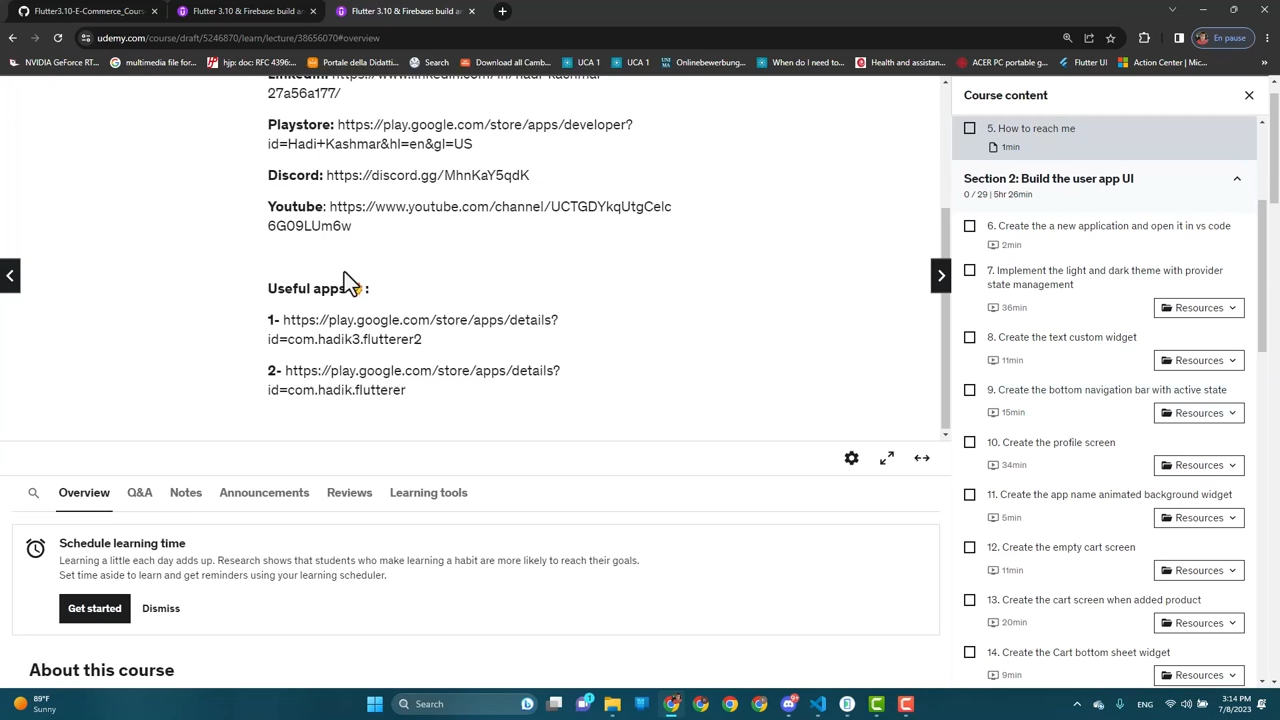 Flutter3.10-E-Commerce_Cours
Flutter 3.10 & Ecommerce build ar
Flutter 3.10 & Ecommerce build ar
udemy.com/course/draft/5246870/learn/lecture/38656070#overview
En pause
NVIDIA GeForce RT...
multimedia file for...
hjpc doc: RFC 4396:...
Portale della Didatti...
Search
Download all Comm...
UCA 1
UCA 1
Onlinebewerbung...
When do I need to...
Health and assistan...
ACER PC portable g...
Flutter UI
Action Center | Mic...
27a56a177/
Playstore: https://play.google.com/store/apps/developer?
id=Hadi+Kashmar&hl=en&gl=US
Discord: https://discord.gg/MhnKaY5qdK
Youtube: https://www.youtube.com/channel/UCTGDYkqUtgCelc
6G09LUm6w
Useful apps :
1- https://play.google.com/store/apps/details?
id=com.hadik3.flutterer2
2- https://play.google.com/store/apps/details?
id=com.hadik.flutterer
Overview
Q&A
Notes
Announcements
Reviews
Learning tools
Schedule learning time
Learning a little each day adds up. Research shows that students who make learning a habit are more likely to reach their goals.
Set time aside to learn and get reminders using your learning scheduler.
Get started
Dismiss
About this course
Course content
5. How to reach me
1min
Section 2: Build the user app UI
0 / 29 | 5hr 26min
6. Create the a new application and open it in vs code
2min
7. Implement the light and dark theme with provider
state management
36min
Resources
8. Create the text custom widget
11min
Resources
9. Create the bottom navigation bar with active state
15min
Resources
10. Create the profile screen
34min
Resources
11. Create the app name animated background widget
5min
Resources
12. Create the empty cart screen
11min
Resources
13. Create the cart screen when added product
20min
Resources
14. Create the Cart bottom sheet widget
9min
Resources
89°F
Sunny
Search
3:14 PM
7/8/2023